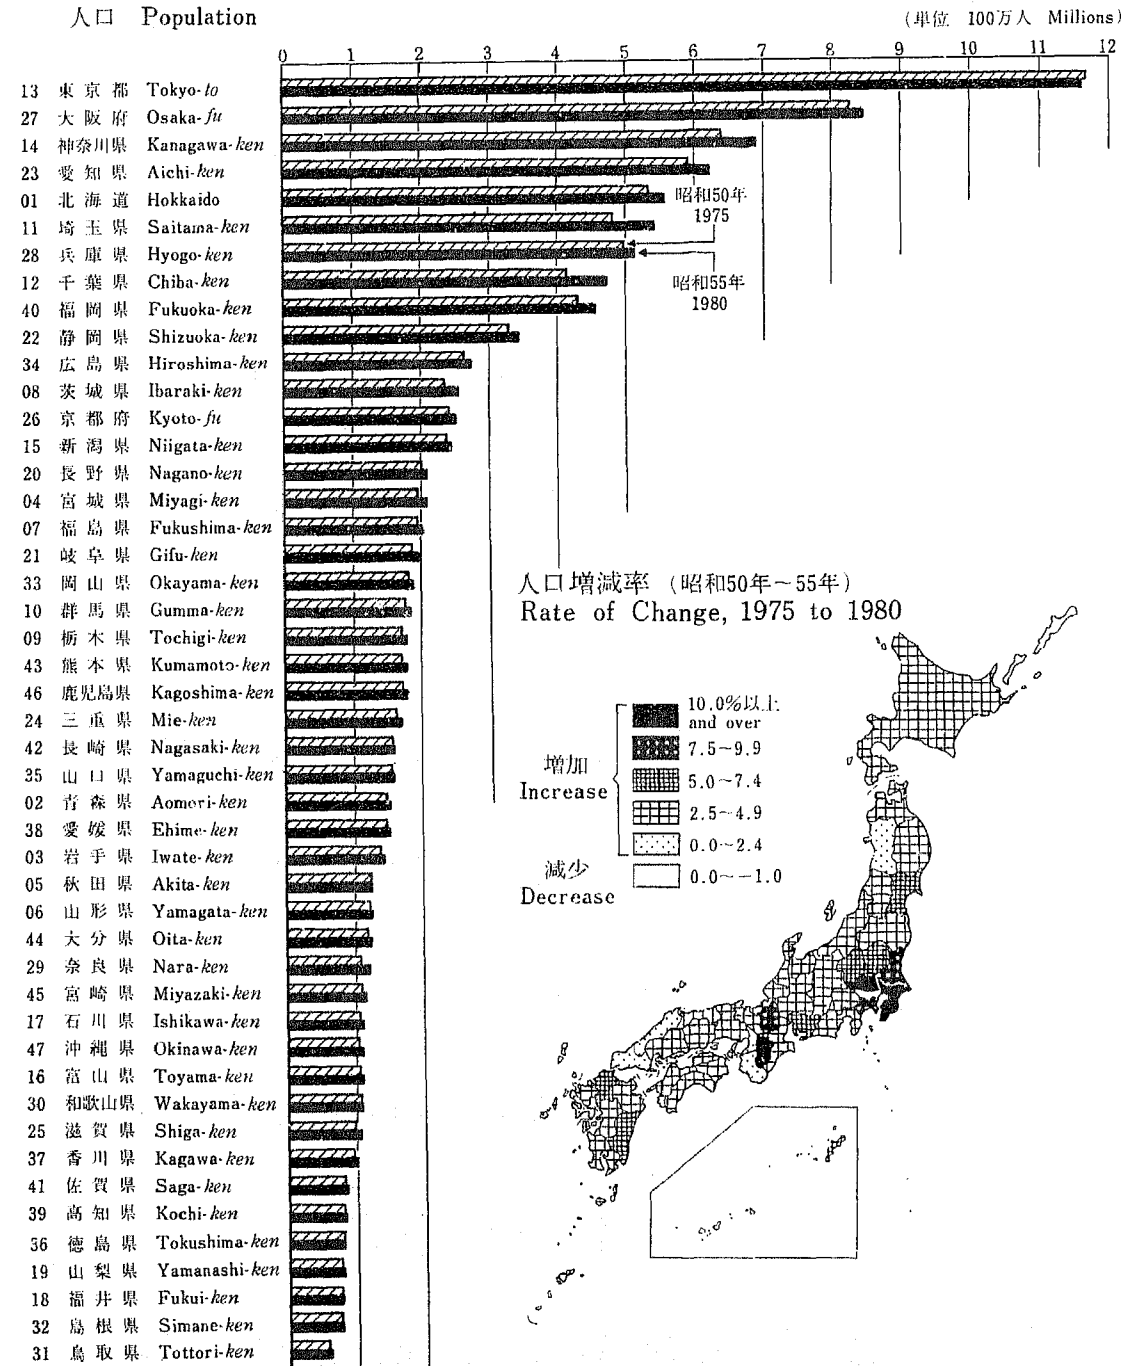 人口 Population
(単位 100万人 Millions)
0 1 2 3 4 5 6 7 8 9 10 11 12
13 東京都 Tokyo-to
27 大阪府 Osaka-fu
14 神奈川県 Kanagawa-ken
23 愛知県 Aichi-ken
01 北海道 Hokkaido
昭和50年
1975
11 埼玉県 Saitama-ken
28 兵庫県 Hyogo-ken
12 千葉県 Chiba-ken
昭和55年
1980
40 福岡県 Fukuoka-ken
22 静岡県 Shizuoka-ken
34 広島県 Hiroshima-ken
08 茨城県 Ibaraki-ken
26 京都府 Kyoto-fu
15 新潟県 Niigata-ken
20 長野県 Nagano-ken
04 宮城県 Miyagi-ken
07 福島県 Fukushima-ken
21 岐阜県 Gifu-ken
33 岡山県 Okayama-ken
10 群馬県 Gumma-ken
09 栃木県 Tochigi-ken
43 熊本県 Kumamoto-ken
46 鹿児島県 Kagoshima-ken
24 三重県 Mie-ken
42 長崎県 Nagasaki-ken
35 山口県 Yamaguchi-ken
02 青森県 Aomori-ken
38 愛媛県 Ehime-ken
03 岩手県 Iwate-ken
05 秋田県 Akita-ken
06 山形県 Yamagata-ken
44 大分県 Oita-ken
29 奈良県 Nara-ken
45 宮崎県 Miyazaki-ken
17 石川県 Ishikawa-ken
47 沖縄県 Okinawa-ken
16 富山県 Toyama-ken
30 和歌山県 Wakayama-ken
25 滋賀県 Shiga-ken
37 香川県 Kagawa-ken
41 佐賀県 Saga-ken
39 高知県 Kochi-ken
36 徳島県 Tokushima-ken
19 山梨県 Yamanashi-ken
18 福井県 Fukui-ken
32 島根県 Simane-ken
31 鳥取県 Tottori-ken
人口増減率 (昭和50年～55年)
Rate of Change, 1975 to 1980
増加
Increase
10.0%以上
and over
7.5～9.9
5.0～7.4
2.5～4.9
0.0～2.4
減少
Decrease
0.0～-1.0